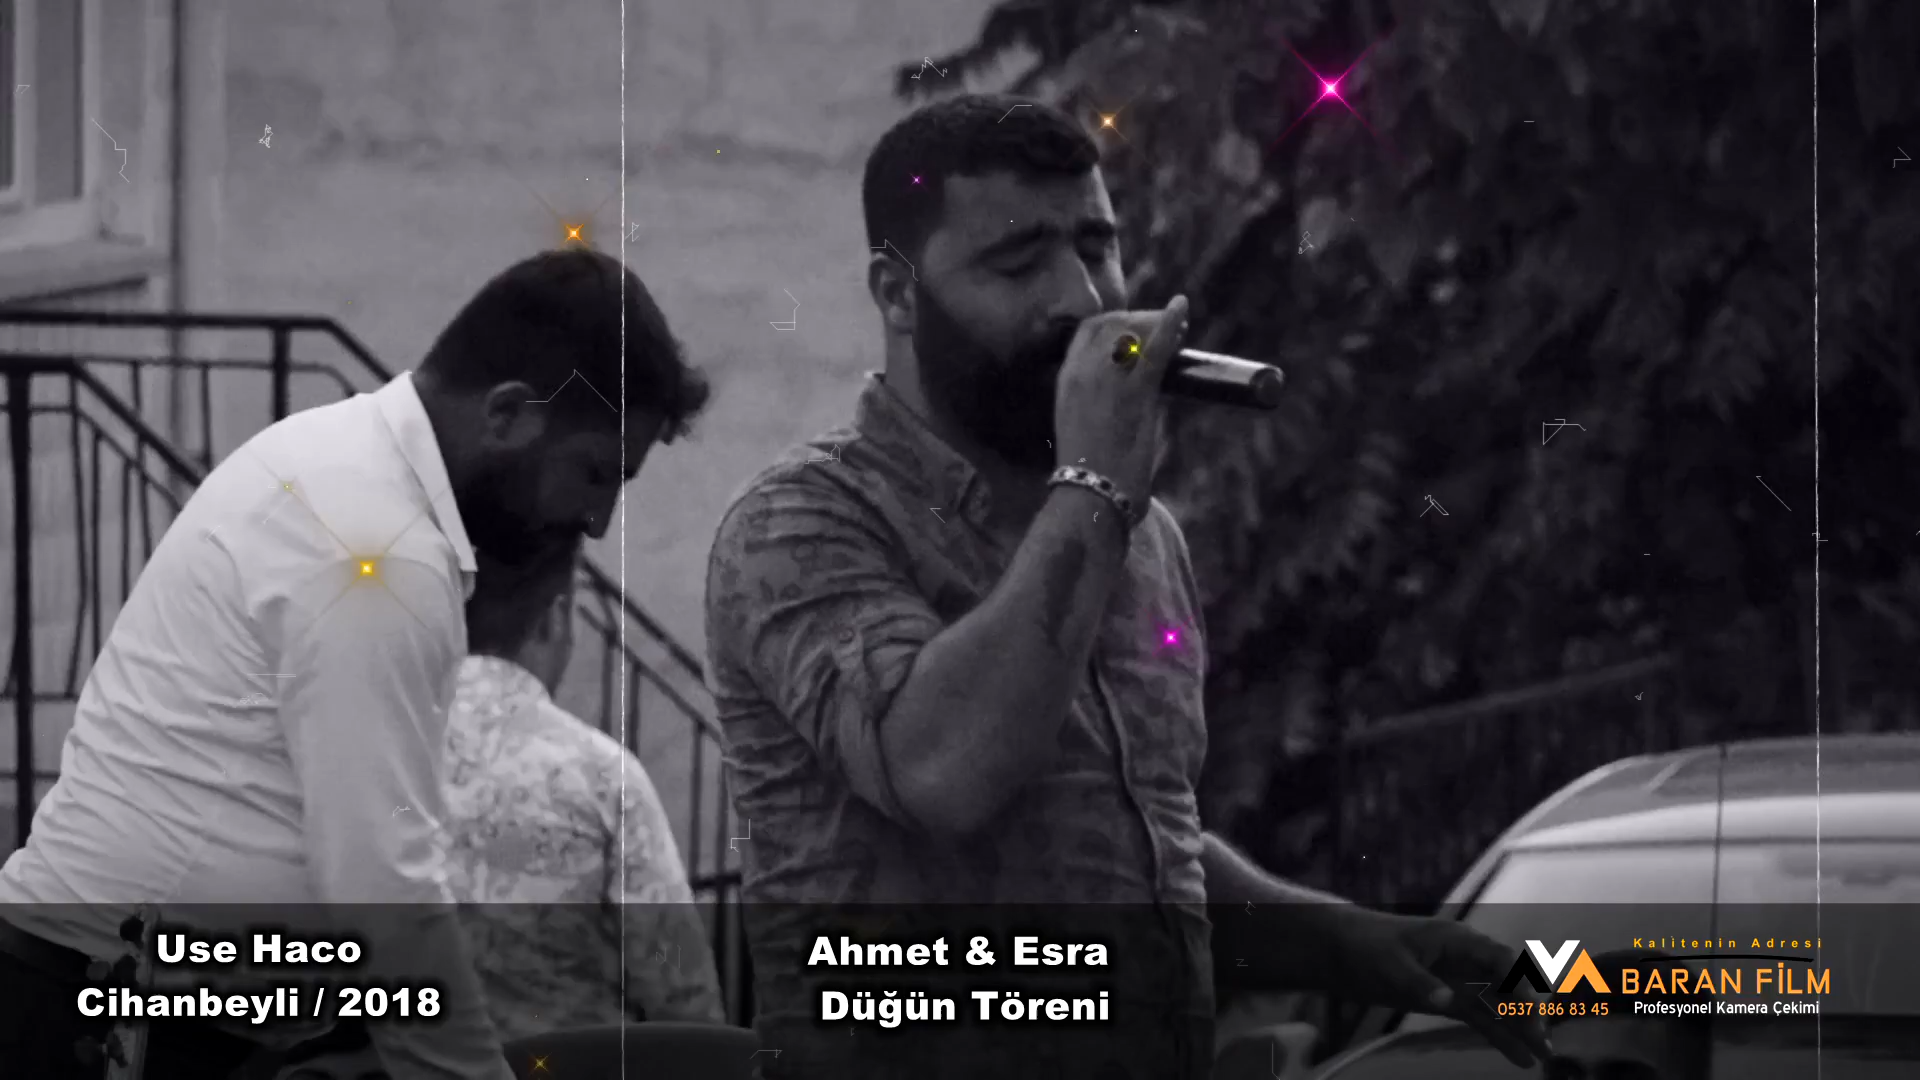 Use Haco
Cihanbeyli / 2018
Ahmet & Esra
Düğün Töreni
Kalitenin Adresi
BARAN FİLM
0537 886 83 45
Profesyonel Kamera Çekimi